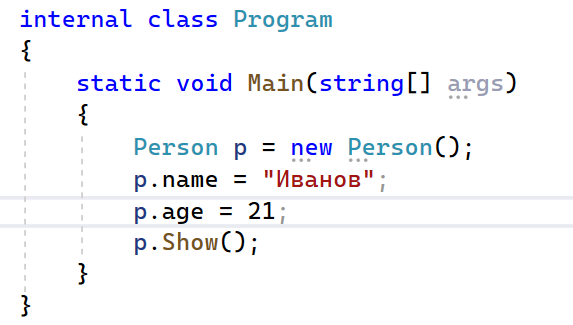 internal class Program
{
    static void Main(string[] args)
    {
        Person p = new Person();
        p.name = "Иванов";
        p.age = 21;
        p.Show();
    }
}